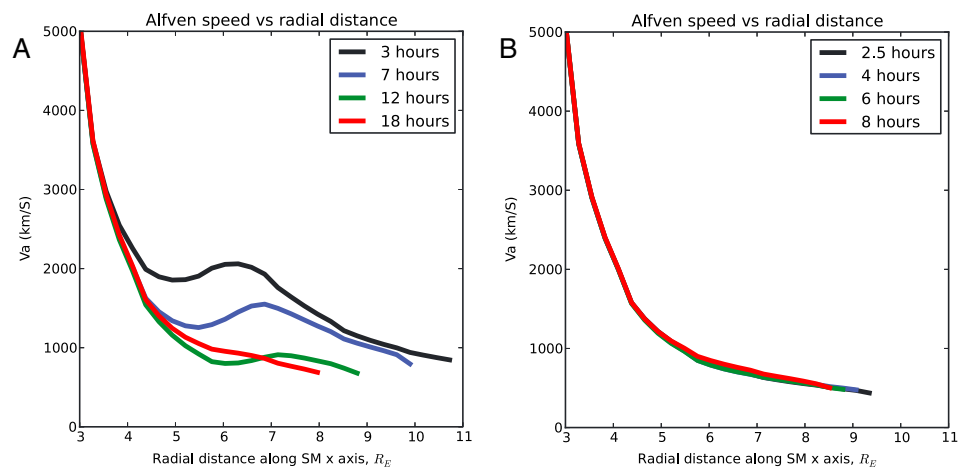 A
Alfven speed vs radial distance
5000
4000
3000
2000
1000
0
Va (km/S)
3 hours
7 hours
12 hours
18 hours
3 4 5 6 7 8 9 10 11
Radial distance along SM x axis, R_E
B
Alfven speed vs radial distance
5000
4000
3000
2000
1000
0
Va (km/S)
2.5 hours
4 hours
6 hours
8 hours
3 4 5 6 7 8 9 10 11
Radial distance along SM x axis, R_E